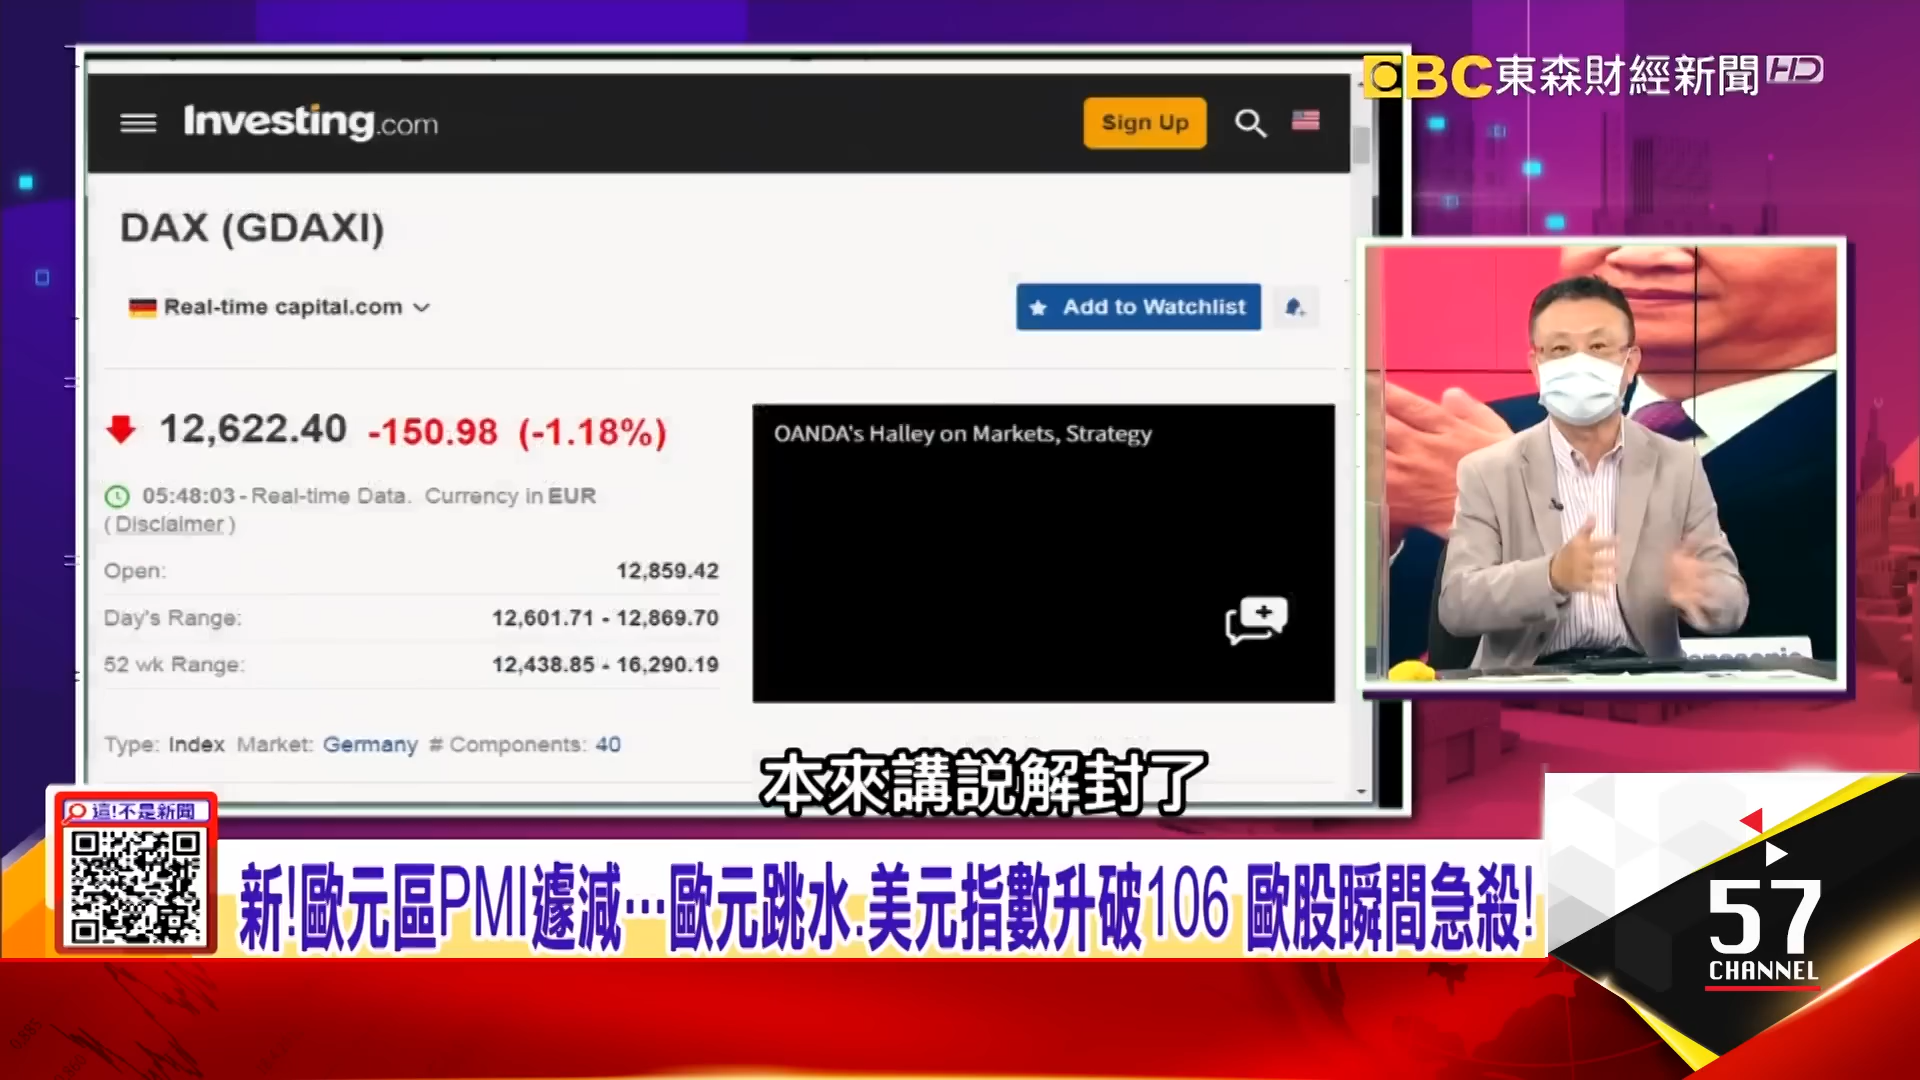 EBC東森財經新聞HD
Investing.com
Sign Up
DAX (GDAXI)
Real-time capital.com
Add to Watchlist
12,622.40 -150.98 (-1.18%)
OANDA's Halley on Markets, Strategy
05:48:03 - Real-time Data. Currency in EUR
( Disclaimer )
Open: 12,859.42
Day's Range: 12,601.71 - 12,869.70
52 wk Range: 12,438.85 - 16,290.19
Type: Index Market: Germany # Components: 40
Panasonic
本來講説解封了
這!不是新聞
新!歐元區PMI遽減…歐元跳水.美元指數升破106 歐股瞬間急殺!
57
CHANNEL